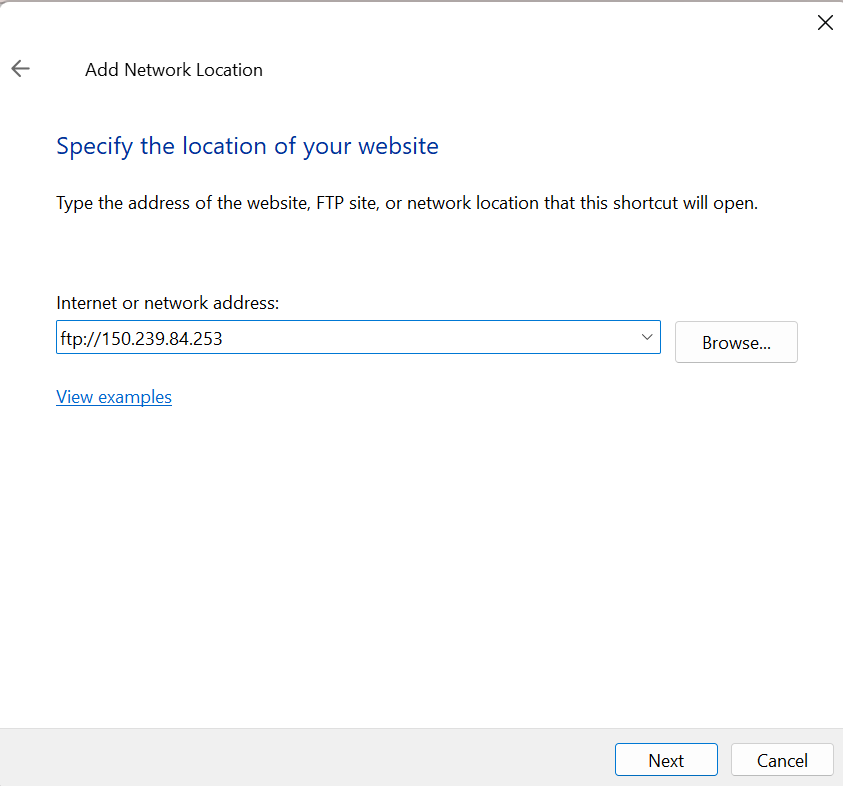 Add Network Location
Specify the location of your website
Type the address of the website, FTP site, or network location that this shortcut will open.
Internet or network address:
ftp://150.239.84.253
Browse...
View examples
Next
Cancel